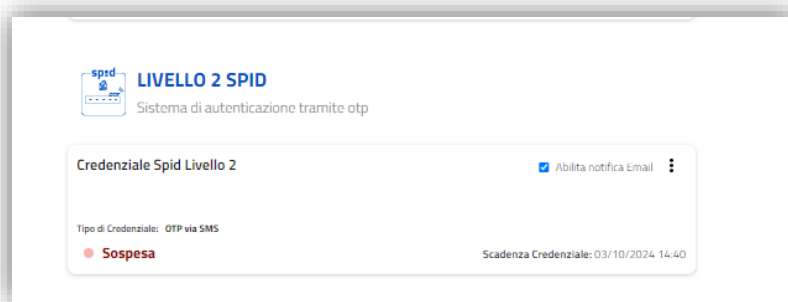 spid
LIVELLO 2 SPID
Sistema di autenticazione tramite otp
Credenziale Spid Livello 2
Abilita notifica Email
Tipo di Credenziale: OTP via SMS
Sospesa
Scadenza Credenziale: 03/10/2024 14:40